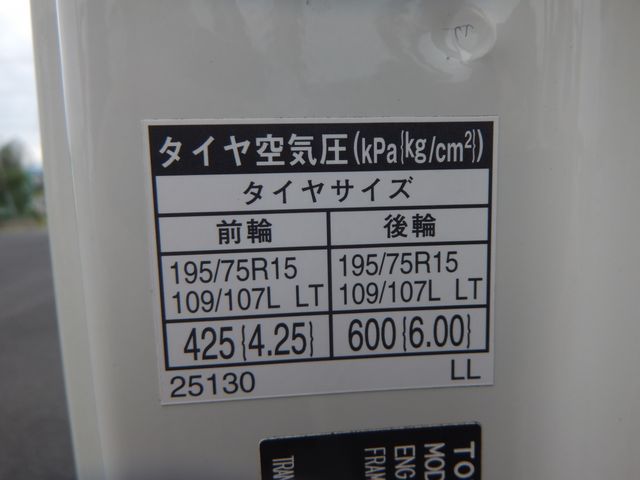 タイヤ空気圧(kPa{kg/cm²})
タイヤサイズ
前輪 後輪
195/75R15 195/75R15
109/107L LT 109/107L LT
425{4.25} 600{6.00}
25130 LL
TO
MOD
ENG
FRA
TRAN